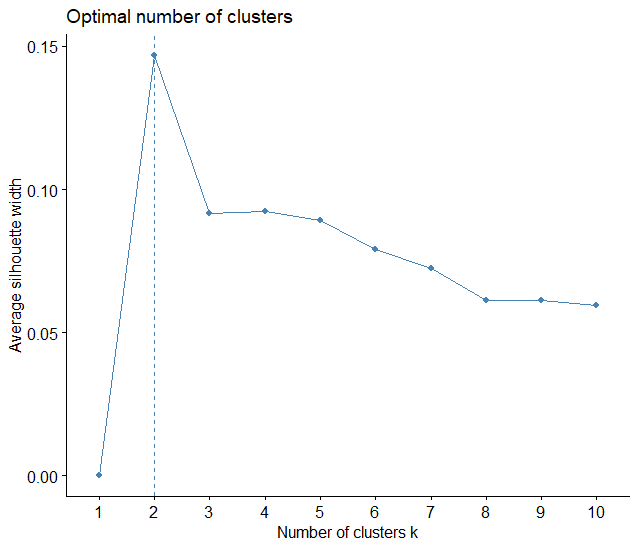 Optimal number of clusters
Average silhouette width
0.15
0.10
0.05
0.00
1 2 3 4 5 6 7 8 9 10
Number of clusters k